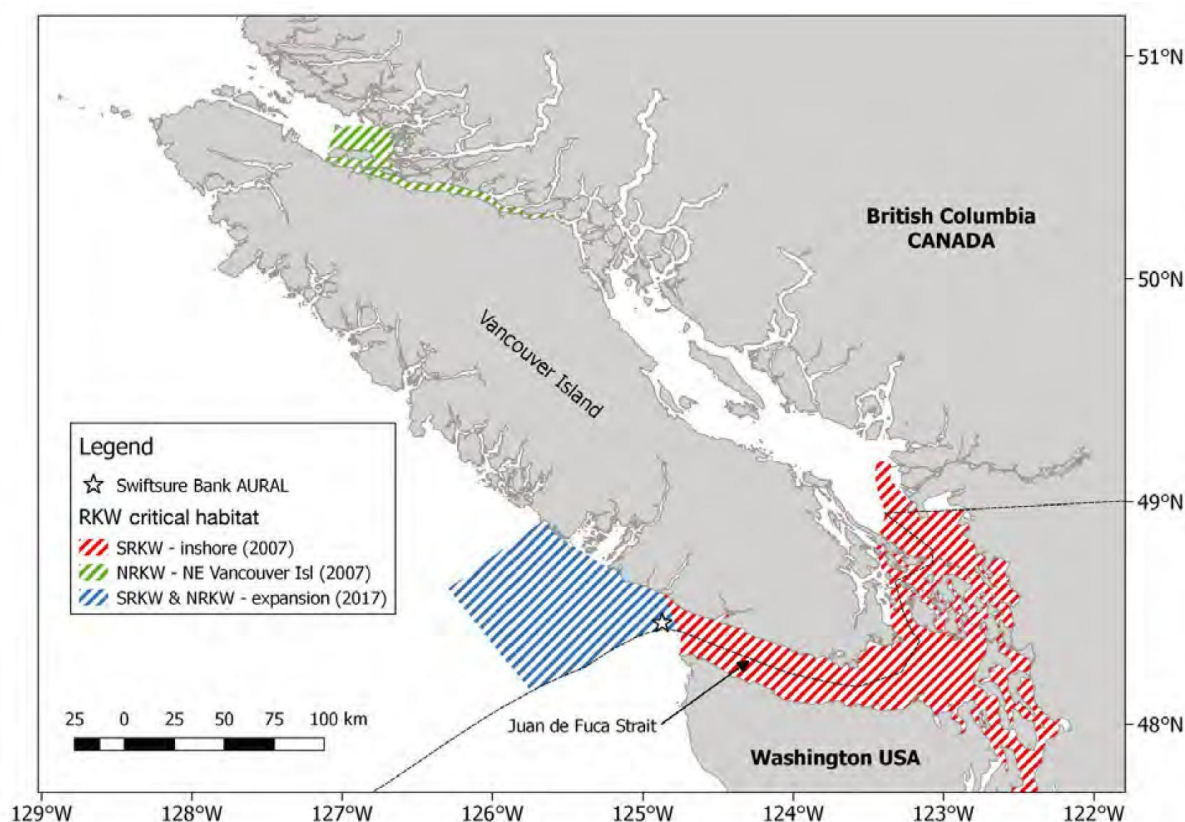 51°N
British Columbia
CANADA
50°N
Vancouver Island
Legend
Swiftsure Bank AURAL
RKW critical habitat
SRKW - inshore (2007)
NRKW - NE Vancouver Isl (2007)
SRKW & NRKW - expansion (2017)
49°N
Juan de Fuca Strait
25 0 25 50 75 100 km
48°N
Washington USA
129°W 128°W 127°W 126°W 125°W 124°W 123°W 122°W